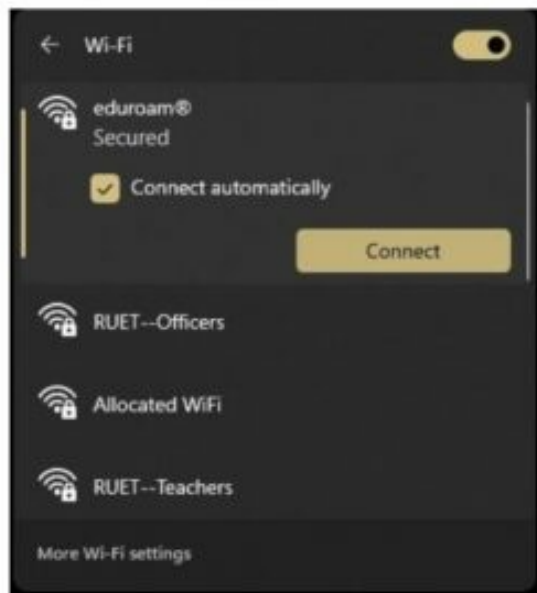 Wi-Fi
eduroam®
Secured
Connect automatically
Connect
RUET--Officers
Allocated WiFi
RUET--Teachers
More Wi-Fi settings